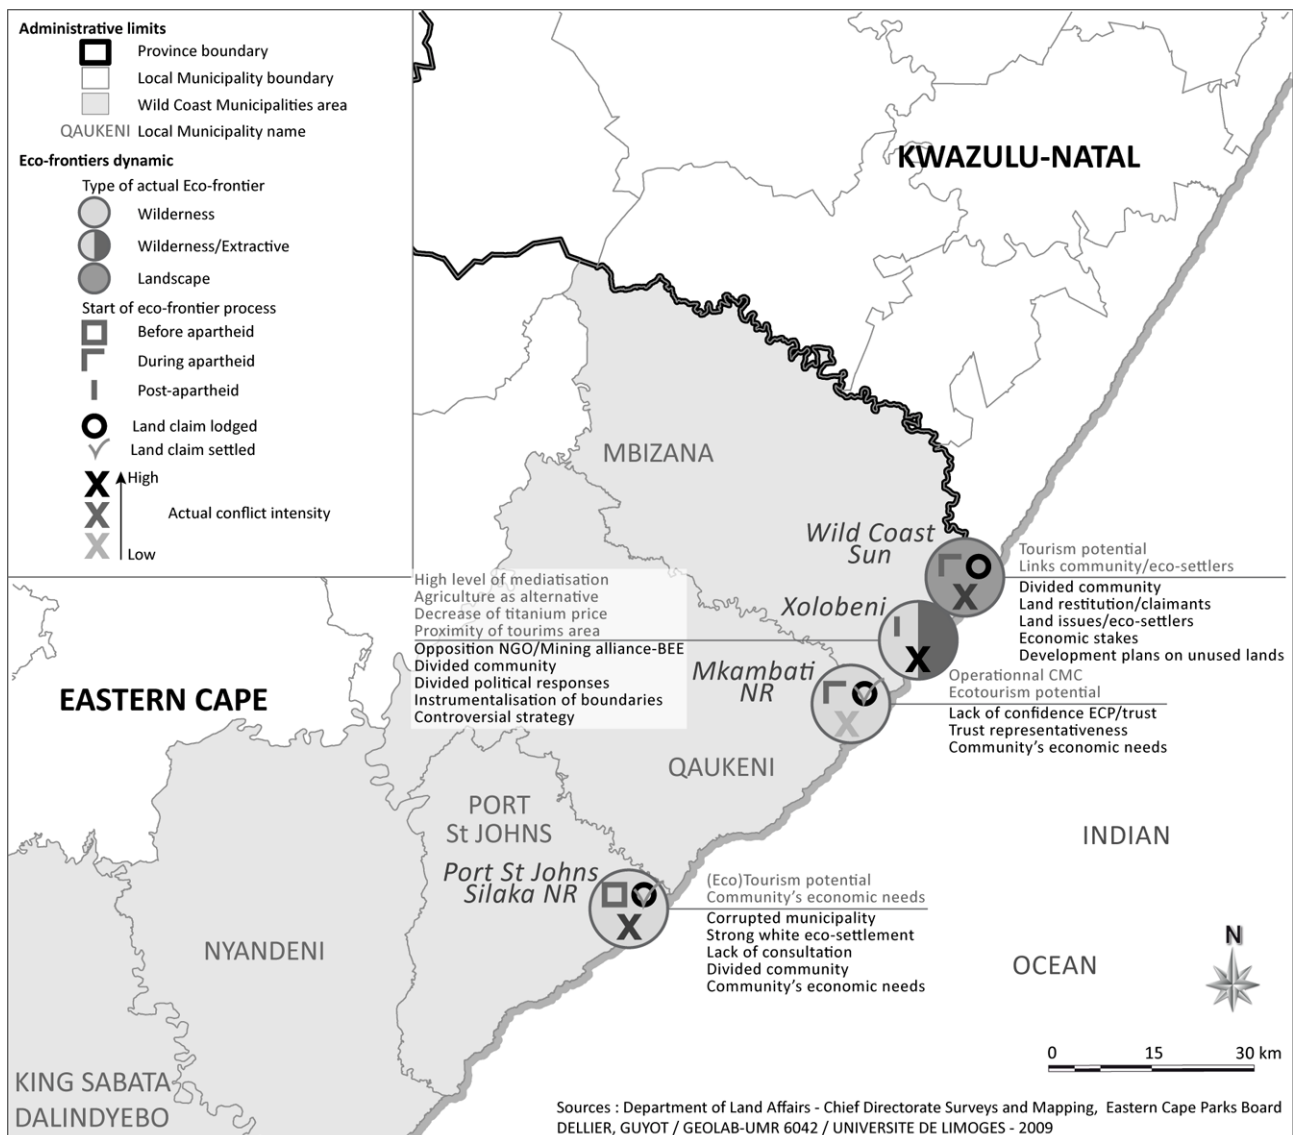 Administrative limits
Province boundary
Local Municipality boundary
Wild Coast Municipalities area
QAUKENI Local Municipality name
Eco-frontiers dynamic
Type of actual Eco-frontier
Wilderness
Wilderness/Extractive
Landscape
Start of eco-frontier process
Before apartheid
During apartheid
Post-apartheid
Land claim lodged
Land claim settled
High
Actual conflict intensity
Low
KWAZULU-NATAL
MBIZANA
Wild Coast
Sun
Tourism potential
Links community/eco-settlers
Divided community
Land restitution/claimants
Land issues/eco-settlers
Economic stakes
Development plans on unused lands
High level of mediatisation
Agriculture as alternative
Decrease of titanium price
Proximity of tourims area
Opposition NGO/Mining alliance-BEE
Divided community
Divided political responses
Instrumentalisation of boundaries
Controversial strategy
Xolobeni
Mkambati
NR
Operationnal CMC
Ecotourism potential
Lack of confidence ECP/trust
Trust representativeness
Community's economic needs
EASTERN CAPE
QAUKENI
PORT
St JOHNS
Port St Johns
Silaka NR
(Eco)Tourism potential
Community's economic needs
Corrupted municipality
Strong white eco-settlement
Lack of consultation
Divided community
Community's economic needs
INDIAN
OCEAN
NYANDENI
KING SABATA
DALINDYEBO
N
0 15 30 km
Sources : Department of Land Affairs - Chief Directorate Surveys and Mapping, Eastern Cape Parks Board
DELLIER, GUYOT / GEOLAB-UMR 6042 / UNIVERSITE DE LIMOGES - 2009